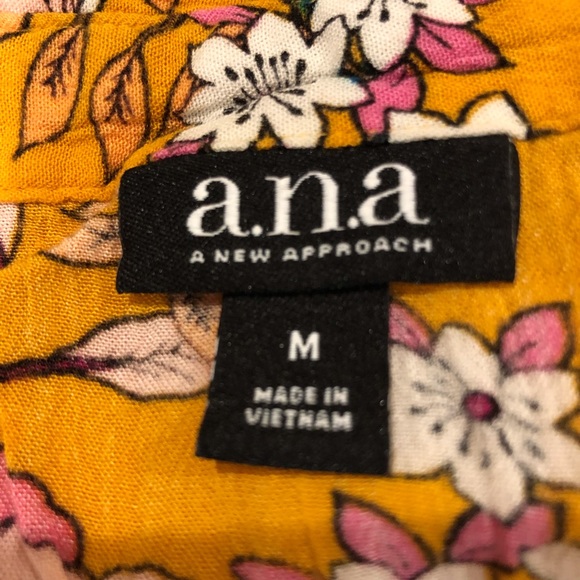 a.n.a
A NEW APPROACH
M
MADE IN
VIETNAM